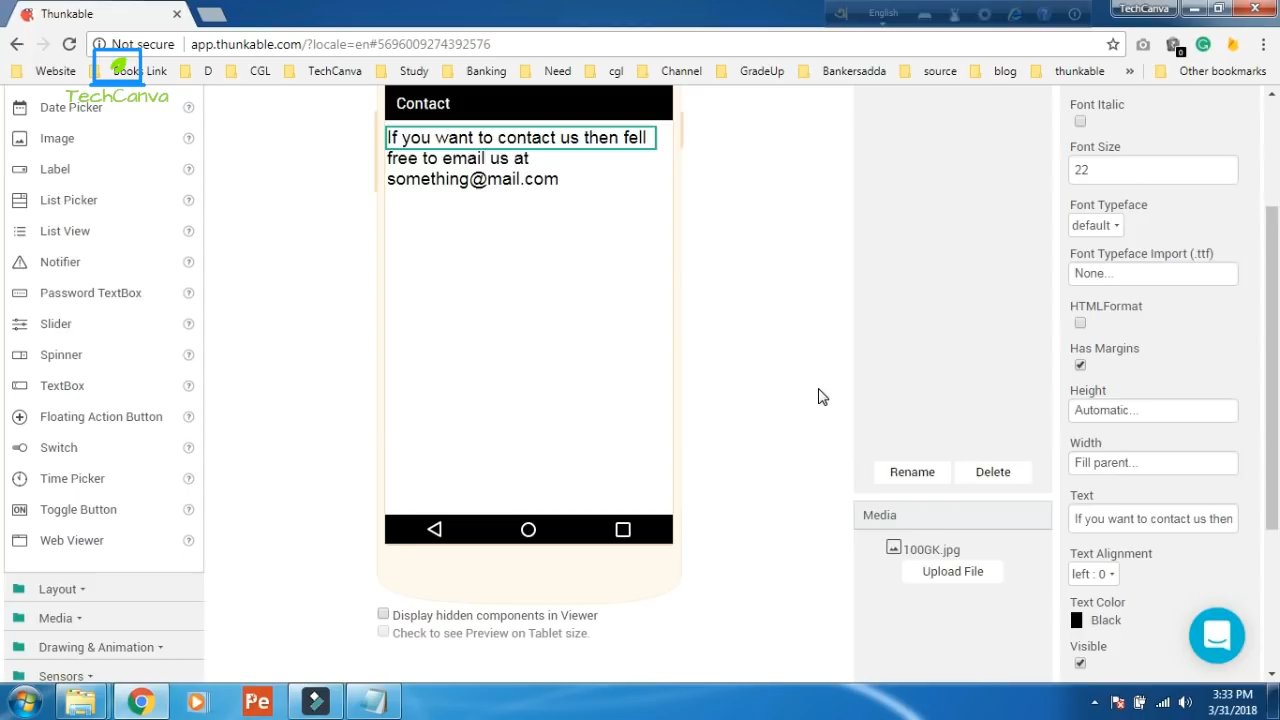 Thunkable
English
TechCanva
Not secure
app.thunkable.com/?locale=en#5696009274392576
0
Website
Books Link
D
CGL
TechCanva
Study
Banking
Need
cgl
Channel
GradeUp
Bankersadda
source
blog
thunkable
»
Other bookmarks
TechCanva
Date Picker
Image
Label
List Picker
List View
Notifier
Password TextBox
Slider
Spinner
TextBox
Floating Action Button
Switch
Time Picker
ON Toggle Button
Web Viewer
Layout
Media
Drawing & Animation
Sensors
Contact
If you want to contact us then fell
free to email us at
something@mail.com
Display hidden components in Viewer
Check to see Preview on Tablet size.
Rename
Delete
Media
100GK.jpg
Upload File
Font Italic
Font Size
22
Font Typeface
default
Font Typeface Import (.ttf)
None...
HTMLFormat
Has Margins
Height
Automatic...
Width
Fill parent...
Text
If you want to contact us then
Text Alignment
left : 0
Text Color
Black
Visible
Pe
3:33 PM
3/31/2018